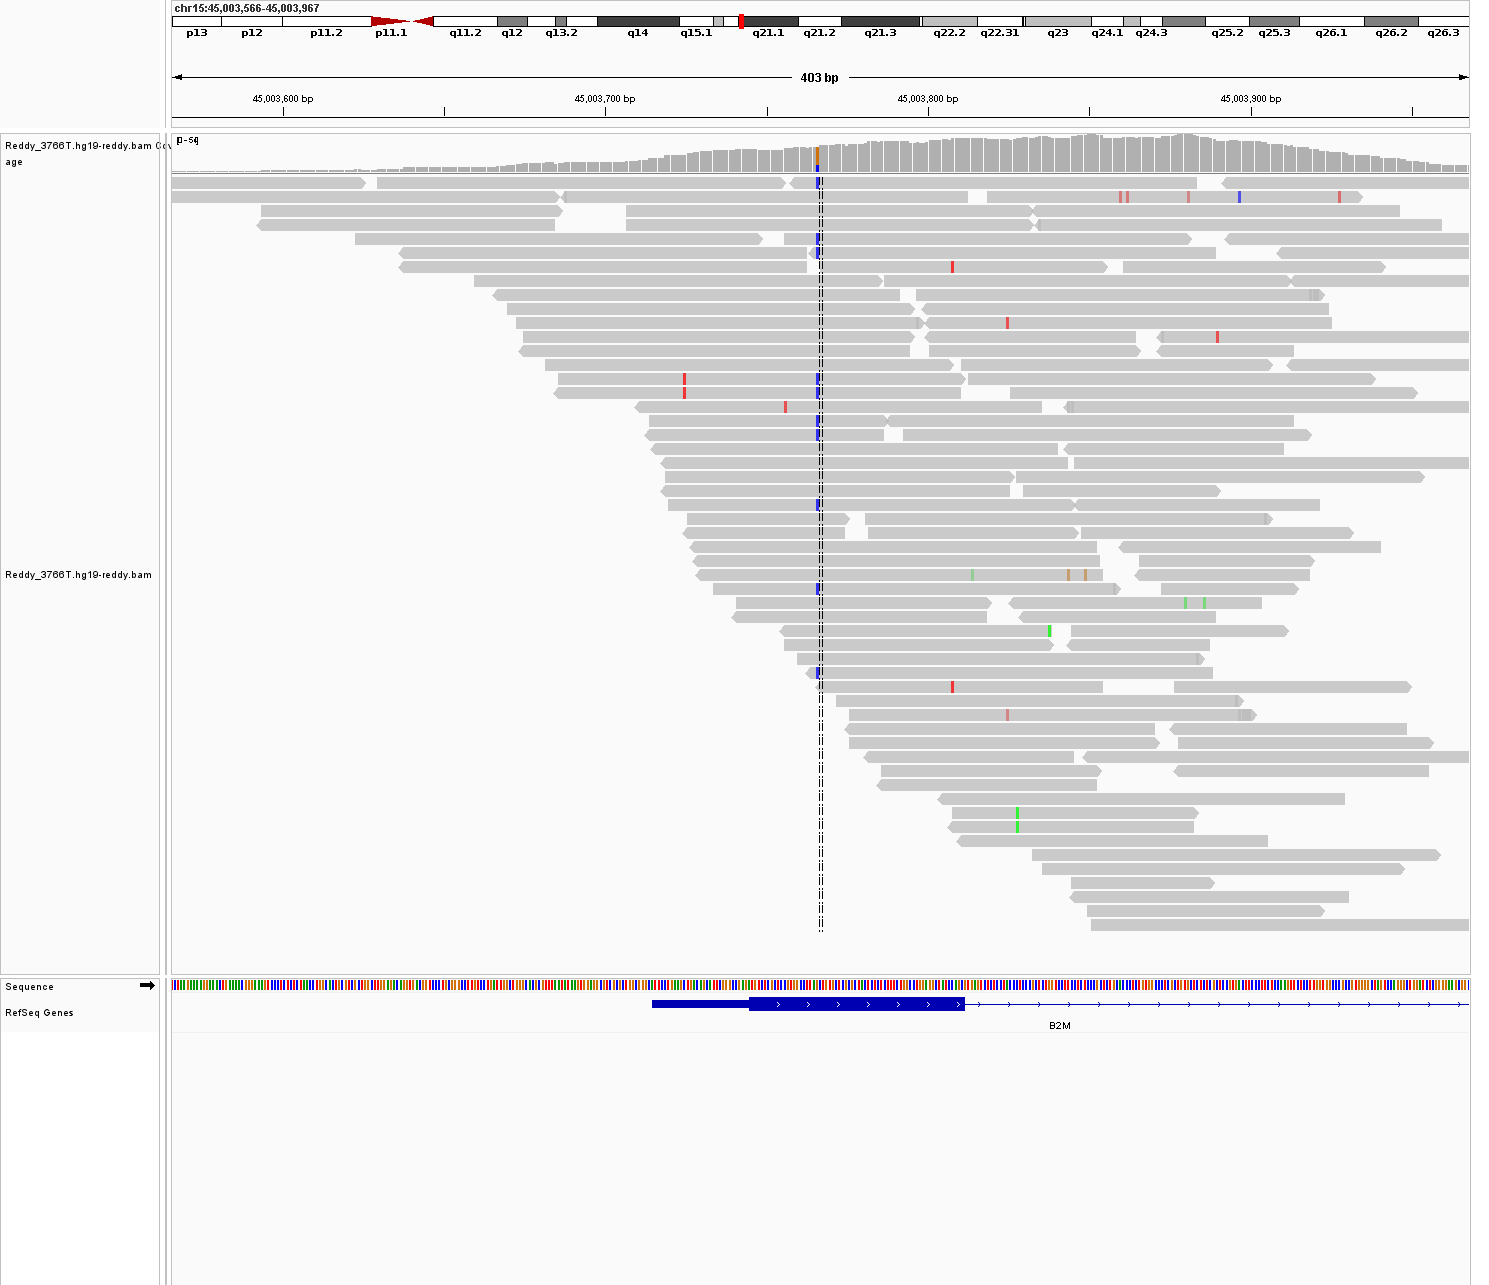 chr15:45,003,566-45,003,967
p13 p12 p11.2 p11.1 q11.2 q12 q13.2 q14 q15.1 q21.1 q21.2 q21.3 q22.2 q22.31 q23 q24.1 q24.3 q25.2 q25.3 q26.1 q26.2 q26.3
403 bp
45,003,600 bp 45,003,700 bp 45,003,800 bp 45,003,900 bp
[0-54]
Reddy_3766T.hg19-reddy.bam Cov
age
Reddy_3766T.hg19-reddy.bam
Sequence
RefSeq Genes
B2M